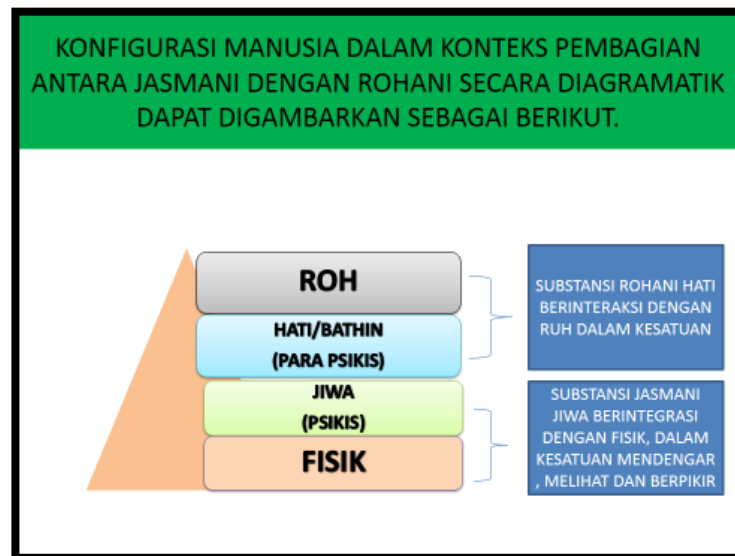 KONFIGURASI MANUSIA DALAM KONTEKS PEMBAGIAN
ANTARA JASMANI DENGAN ROHANI SECARA DIAGRAMATIK
DAPAT DIGAMBARKAN SEBAGAI BERIKUT.
ROH
HATI/BATHIN
(PARA PSIKIS)
JIWA
(PSIKIS)
FISIK
SUBSTANSI ROHANI HATI
BERINTERAKSI DENGAN
RUH DALAM KESATUAN
SUBSTANSI JASMANI
JIWA BERINTEGRASI
DENGAN FISIK, DALAM
KESATUAN MENDENGAR
, MELIHAT DAN BERPIKIR